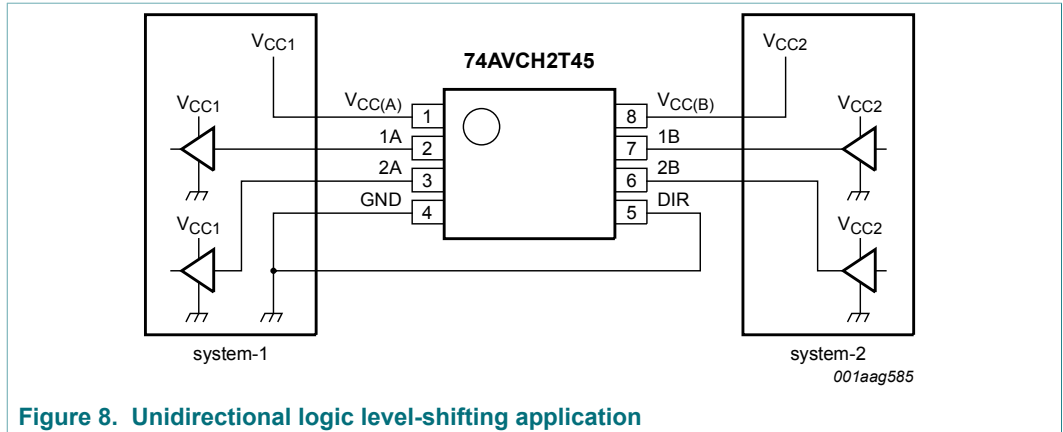 VCC1
VCC2
74AVCH2T45
VCC1
VCC(A)
1
8
VCC(B)
VCC2
1A
2
7
1B
2A
3
6
2B
GND
4
5
DIR
VCC1
VCC2
system-1
system-2
001aag585
Figure 8. Unidirectional logic level-shifting application